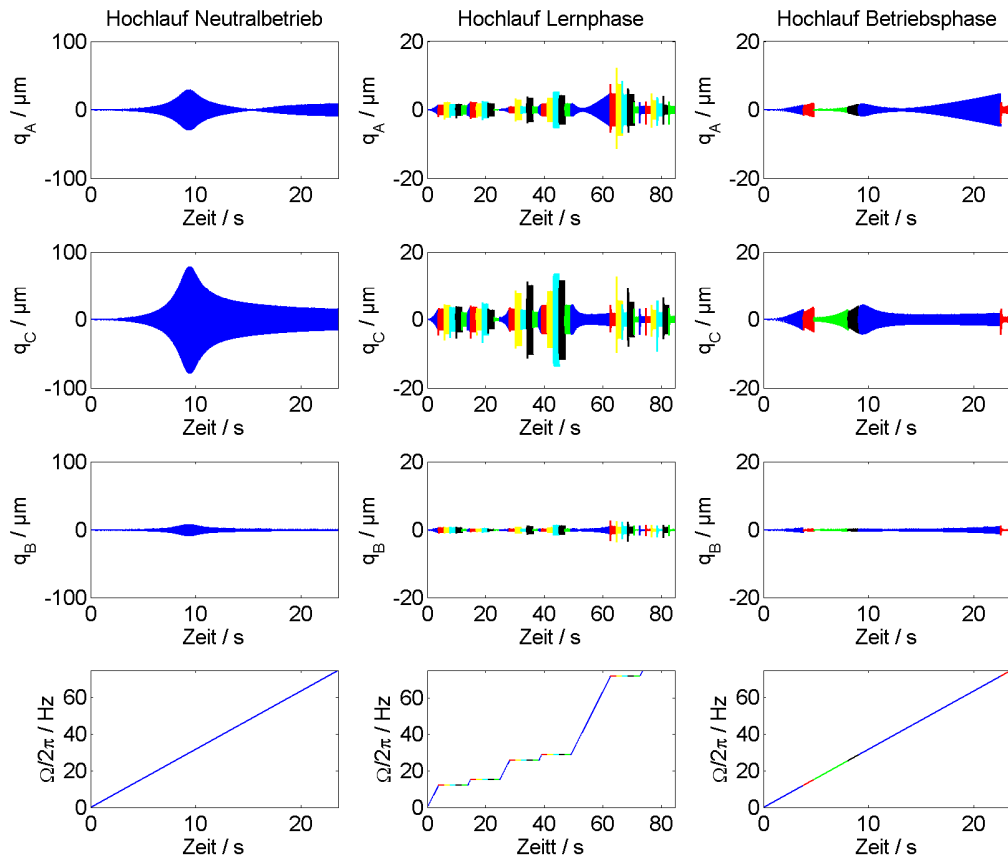 Hochlauf Neutralbetrieb
Hochlauf Lernphase
Hochlauf Betriebsphase
q_A / µm
100
0
-100
0 10 20
Zeit / s
q_A / µm
20
0
-20
0 20 40 60 80
Zeit / s
q_A / µm
20
0
-20
0 10 20
Zeit / s
q_C / µm
100
0
-100
0 10 20
Zeit / s
q_C / µm
20
0
-20
0 20 40 60 80
Zeit / s
q_C / µm
20
0
-20
0 10 20
Zeit / s
q_B / µm
100
0
-100
0 10 20
Zeit / s
q_B / µm
20
0
-20
0 20 40 60 80
Zeit / s
q_B / µm
20
0
-20
0 10 20
Zeit / s
Ω/2π / Hz
60
40
20
0
0 10 20
Zeit / s
Ω/2π / Hz
60
40
20
0
0 20 40 60 80
Zeitt / s
Ω/2π / Hz
60
40
20
0
0 10 20
Zeit / s